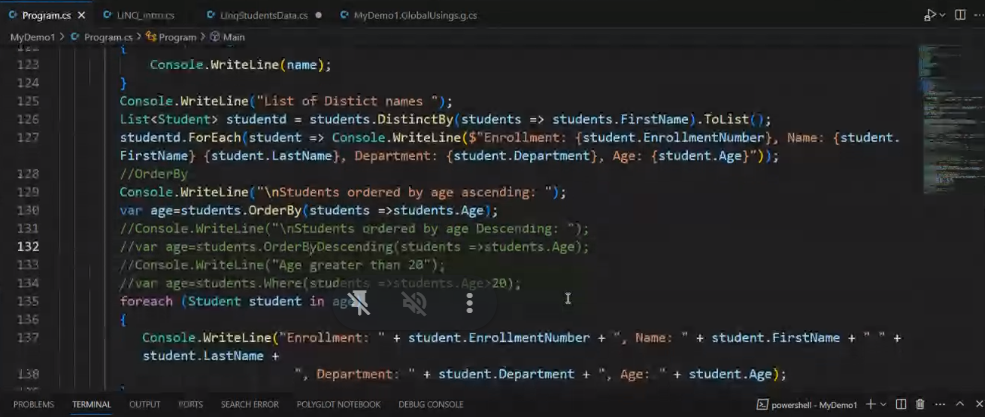 Program.cs LINQ_intro.cs LinqStudentsData.cs MyDemo1.GlobalUsings.g.cs
MyDemo1 > Program.cs > Program > Main
122 {
123 Console.WriteLine(name);
124 }
125 Console.WriteLine("List of Distict names ");
126 List<Student> studentd = students.DistinctBy(students => students.FirstName).ToList();
127 studentd.ForEach(student => Console.WriteLine($"Enrollment: {student.EnrollmentNumber}, Name: {student.
FirstName} {student.LastName}, Department: {student.Department}, Age: {student.Age}"));
128 //OrderBy
129 Console.WriteLine("\nStudents ordered by age ascending: ");
130 var age=students.OrderBy(students =>students.Age);
131 //Console.WriteLine("\nStudents ordered by age Descending: ");
132 //var age=students.OrderByDescending(students =>students.Age);
133 //Console.WriteLine("Age greater than 20");
134 //var age=students.Where(students =>students.Age>20);
135 foreach (Student student in age
136 {
137 Console.WriteLine("Enrollment: " + student.EnrollmentNumber + ", Name: " + student.FirstName + " " +
student.LastName +
138 ", Department: " + student.Department + ", Age: " + student.Age);
139 }
PROBLEMS TERMINAL OUTPUT PORTS SEARCH ERROR POLYGLOT NOTEBOOK DEBUG CONSOLE powershell - MyDemo1